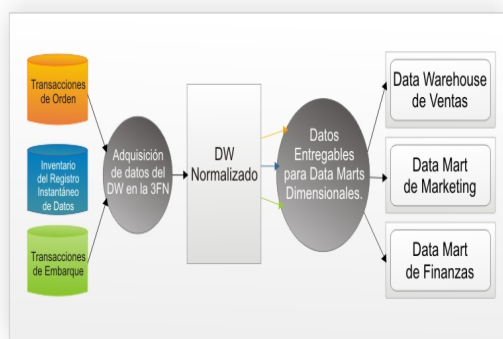 Transacciones
de Orden
Inventario
del Registro
Instantáneo
de Datos
Transacciones
de Embarque
Adquisición
de datos del
DW en la 3FN
DW
Normalizado
Datos
Entregables
para Data Marts
Dimensionales.
Data Warehouse
de Ventas
Data Mart
de Marketing
Data Mart
de Finanzas